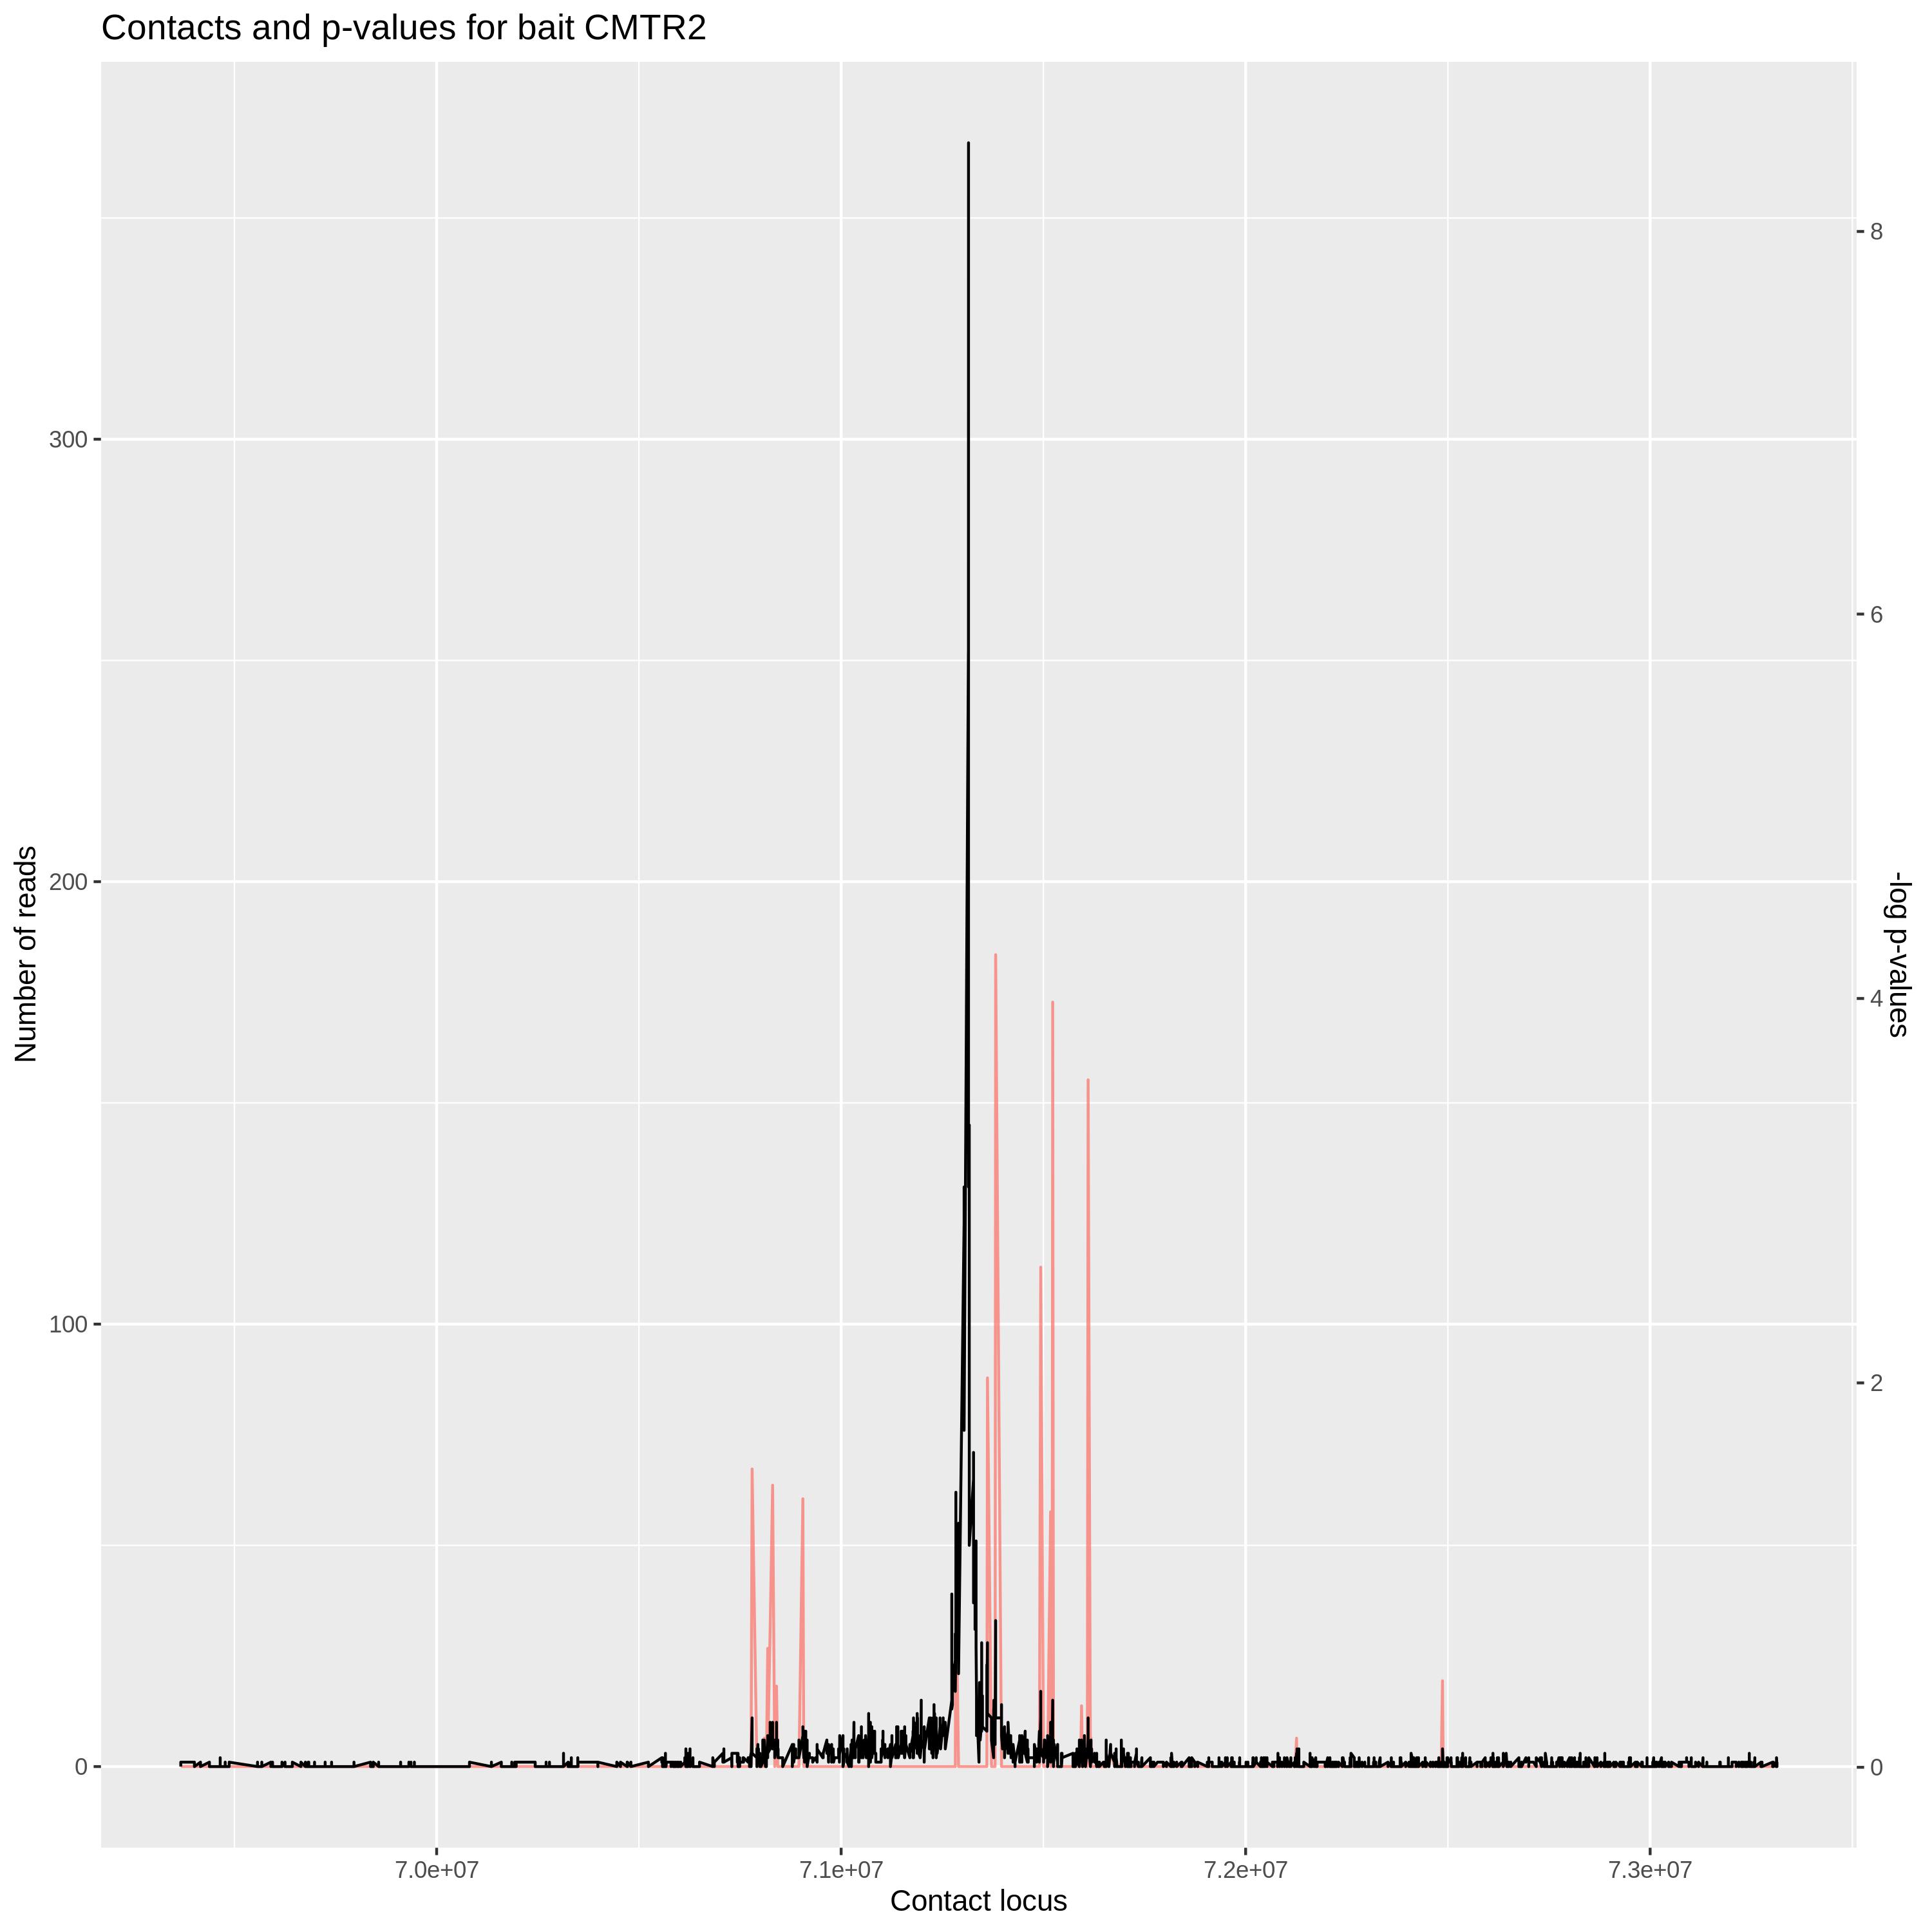 Contacts and p-values for bait CMTR2
300
200
100
0
Number of reads
8
6
4
2
0
-log p-values
7.0e+07
7.1e+07
7.2e+07
7.3e+07
Contact locus